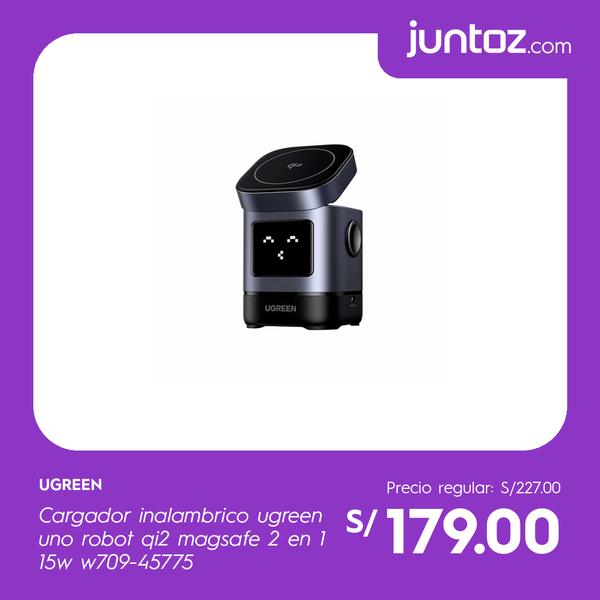 juntoz.com
Qi2
UGREEN
UGREEN
Precio regular: S/227.00
Cargador inalambrico ugreen
uno robot qi2 magsafe 2 en 1
15w w709-45775
S/179.00